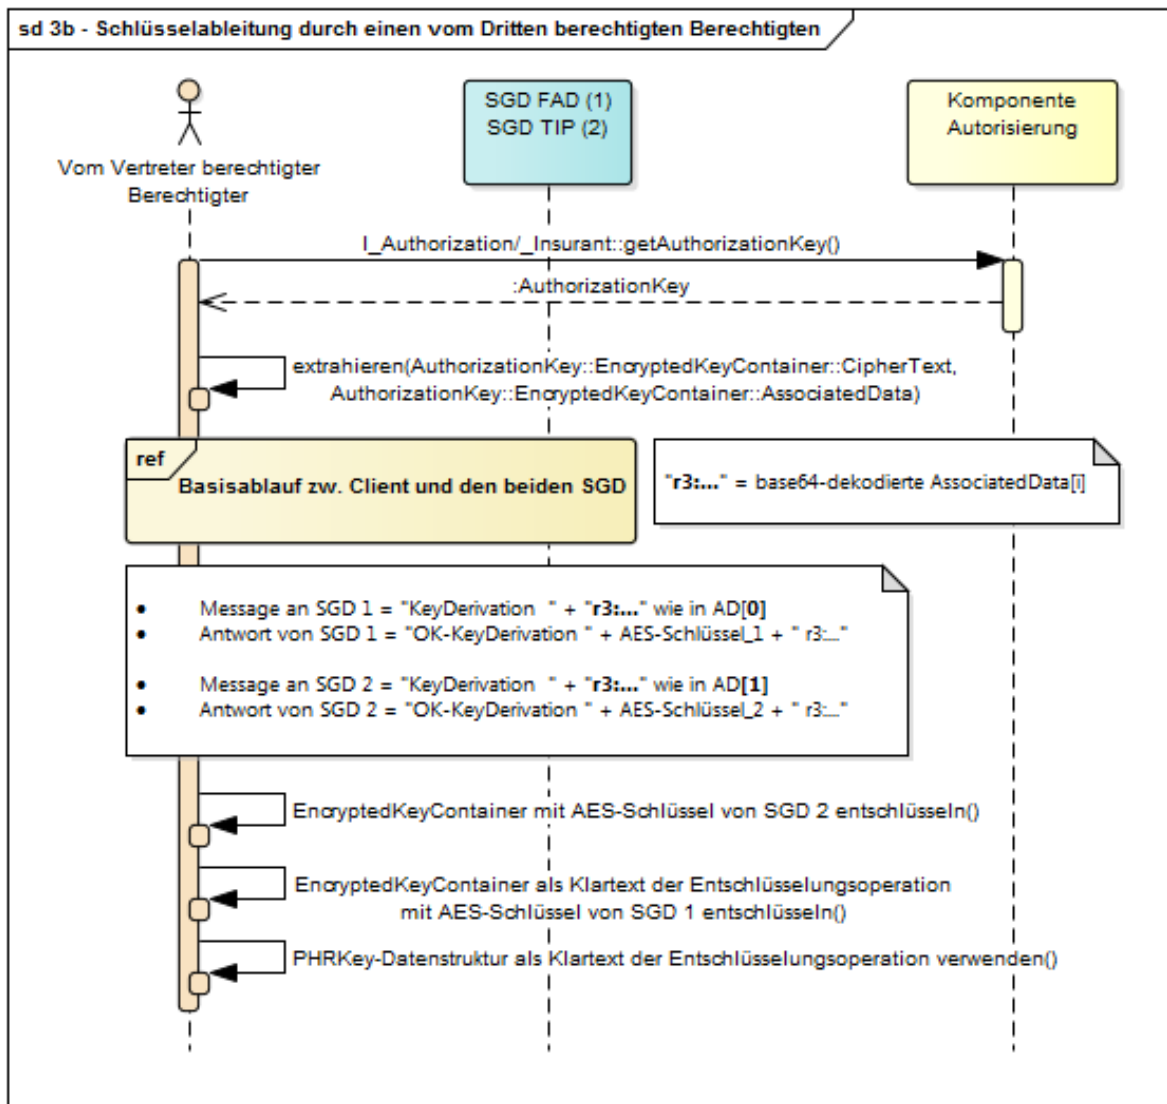 sd 3b - Schlüsselableitung durch einen vom Dritten berechtigten Berechtigten
SGD FAD (1)
SGD TIP (2)
Komponente
Autorisierung
Vom Vertreter berechtigter
Berechtigter
I_Authorization/_Insurant::getAuthorizationKey()
:AuthorizationKey
extrahieren(AuthorizationKey::EncryptedKeyContainer::CipherText,
AuthorizationKey::EncryptedKeyContainer::AssociatedData)
ref
Basisablauf zw. Client und den beiden SGD
"r3:..." = base64-dekodierte AssociatedData[i]
• Message an SGD 1 = "KeyDerivation " + "r3:..." wie in AD[0]
• Antwort von SGD 1 = "OK-KeyDerivation " + AES-Schlüssel_1 + " r3:..."
• Message an SGD 2 = "KeyDerivation " + "r3:..." wie in AD[1]
• Antwort von SGD 2 = "OK-KeyDerivation " + AES-Schlüssel_2 + " r3:..."
EncryptedKeyContainer mit AES-Schlüssel von SGD 2 entschlüsseln()
EncryptedKeyContainer als Klartext der Entschlüsselungsoperation
mit AES-Schlüssel von SGD 1 entschlüsseln()
PHRKey-Datenstruktur als Klartext der Entschlüsselungsoperation verwenden()